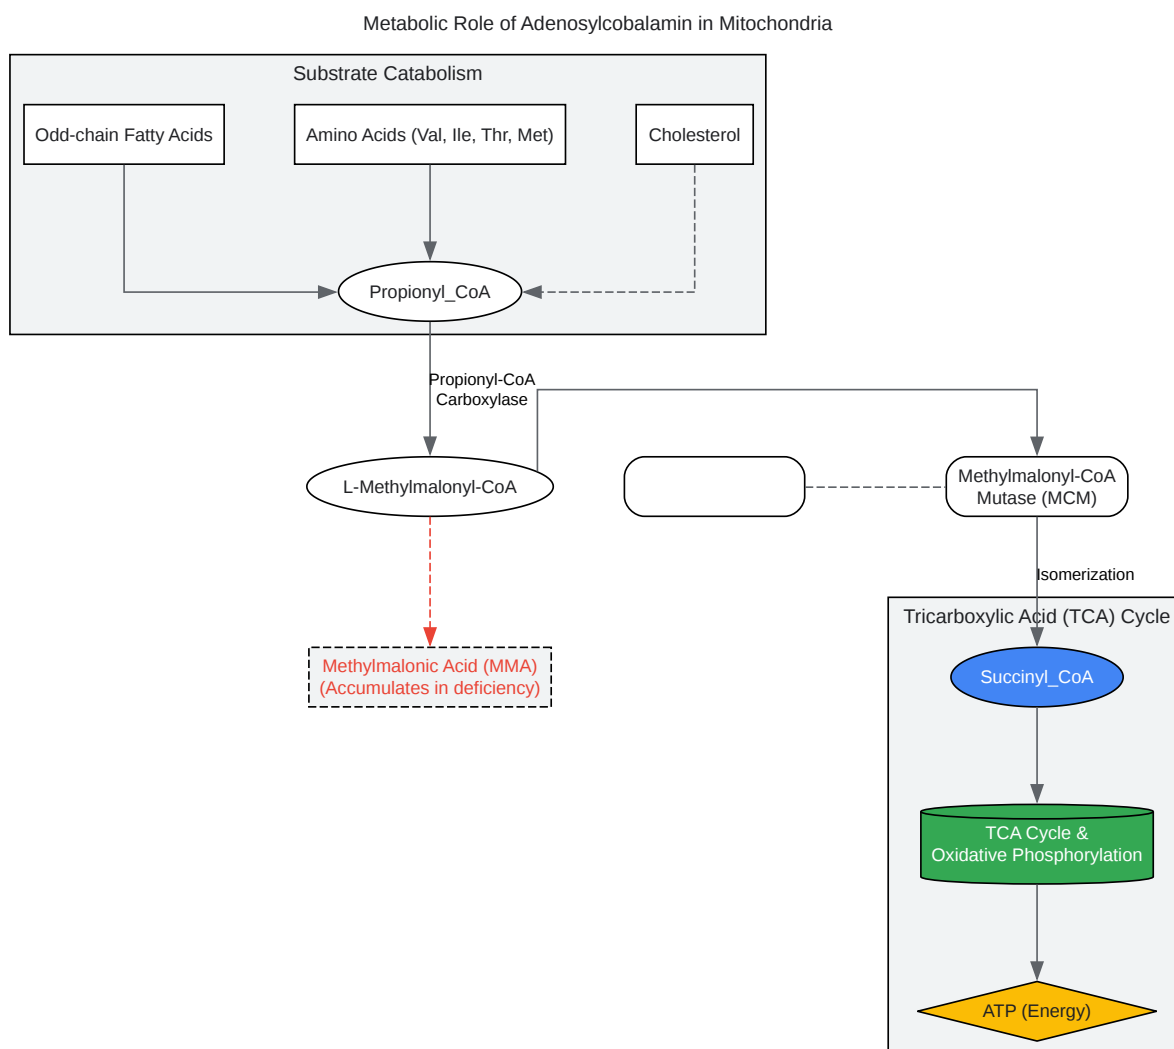 Metabolic Role of Adenosylcobalamin in Mitochondria
Substrate Catabolism
Odd-chain Fatty Acids
Amino Acids (Val, Ile, Thr, Met)
Cholesterol
Propionyl_CoA
Propionyl-CoA
Carboxylase
L-Methylmalonyl-CoA
Methylmalonyl-CoA
Mutase (MCM)
Isomerization
Tricarboxylic Acid (TCA) Cycle
Methylmalonic Acid (MMA)
(Accumulates in deficiency)
Succinyl_CoA
TCA Cycle &
Oxidative Phosphorylation
ATP (Energy)